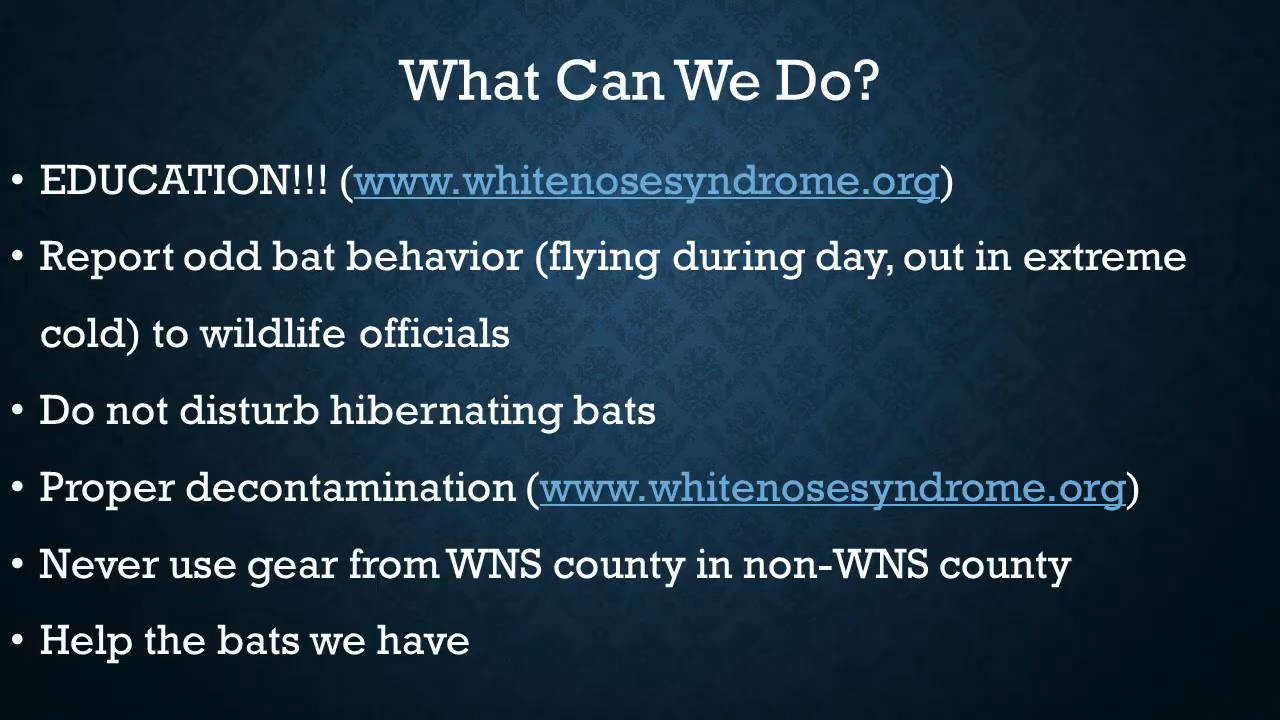 What Can We Do?
• EDUCATION!!! (www.whitenosesyndrome.org)
• Report odd bat behavior (flying during day, out in extreme
cold) to wildlife officials
• Do not disturb hibernating bats
• Proper decontamination (www.whitenosesyndrome.org)
• Never use gear from WNS county in non-WNS county
• Help the bats we have